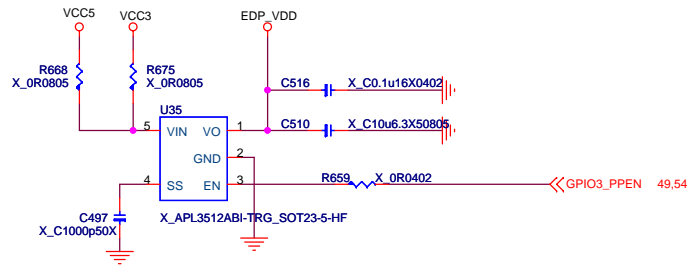 VCC5 VCC3 EDP_VDD
R668 R675
X_0R0805 X_0R0805
C516 X_C0.1u16X0402
U35
5 VIN VO 1 C510 X_C10u6.3X50805
GND 2
4 SS EN 3 R659 X_0R0402 GPIO3_PPEN 49,54
C497 X_APL3512ABI-TRG_SOT23-5-HF
X_C1000p50X